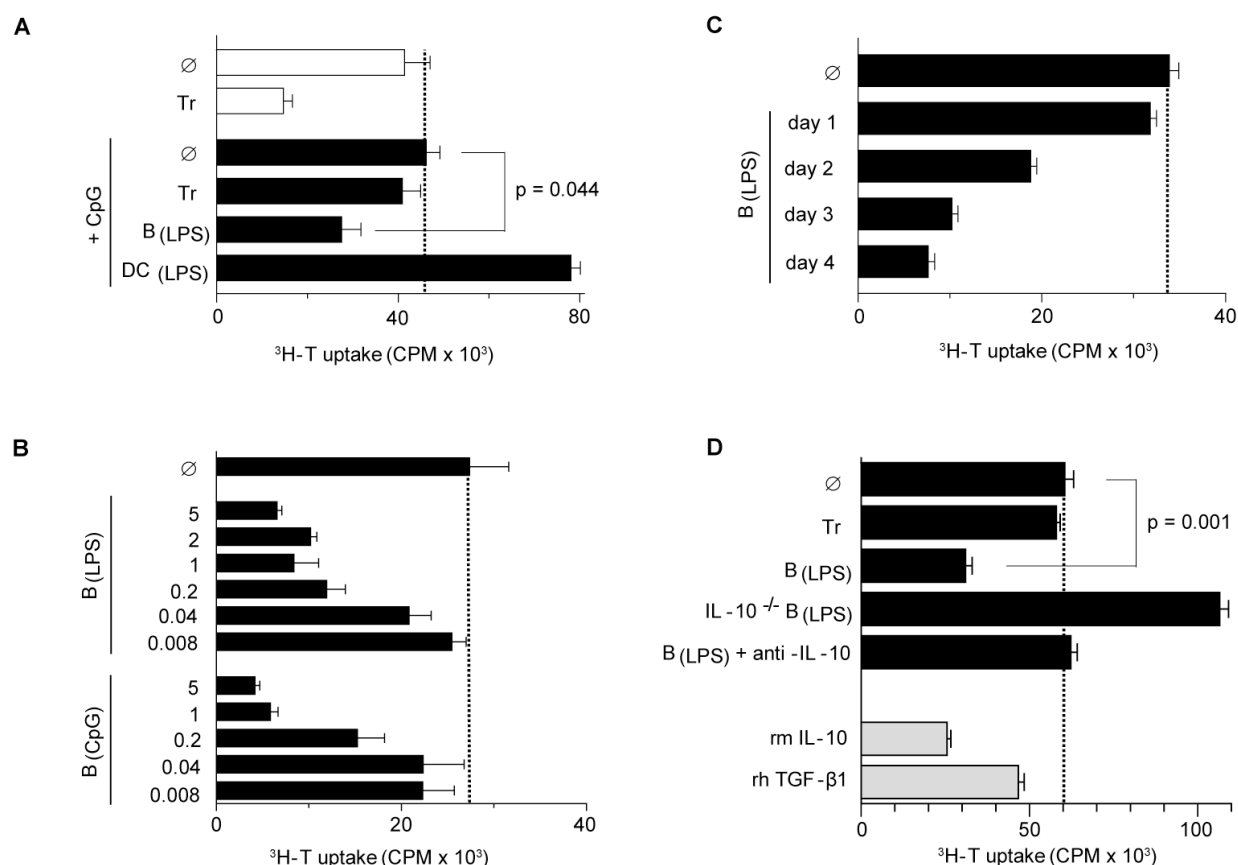 A
∅
Tr
+ CpG
∅
Tr
B (LPS)
DC (LPS)
p = 0.044
0 40 80
³H-T uptake (CPM x 10³)
B
∅
B (LPS)
5
2
1
0.2
0.04
0.008
B (CpG)
5
1
0.2
0.04
0.008
0 20 40
³H-T uptake (CPM x 10³)
C
∅
B (LPS)
day 1
day 2
day 3
day 4
0 20 40
³H-T uptake (CPM x 10³)
D
∅
Tr
B (LPS)
IL-10 -/- B (LPS)
B (LPS) + anti-IL-10
p = 0.001
rm IL-10
rh TGF-β1
0 50 100
³H-T uptake (CPM x 10³)